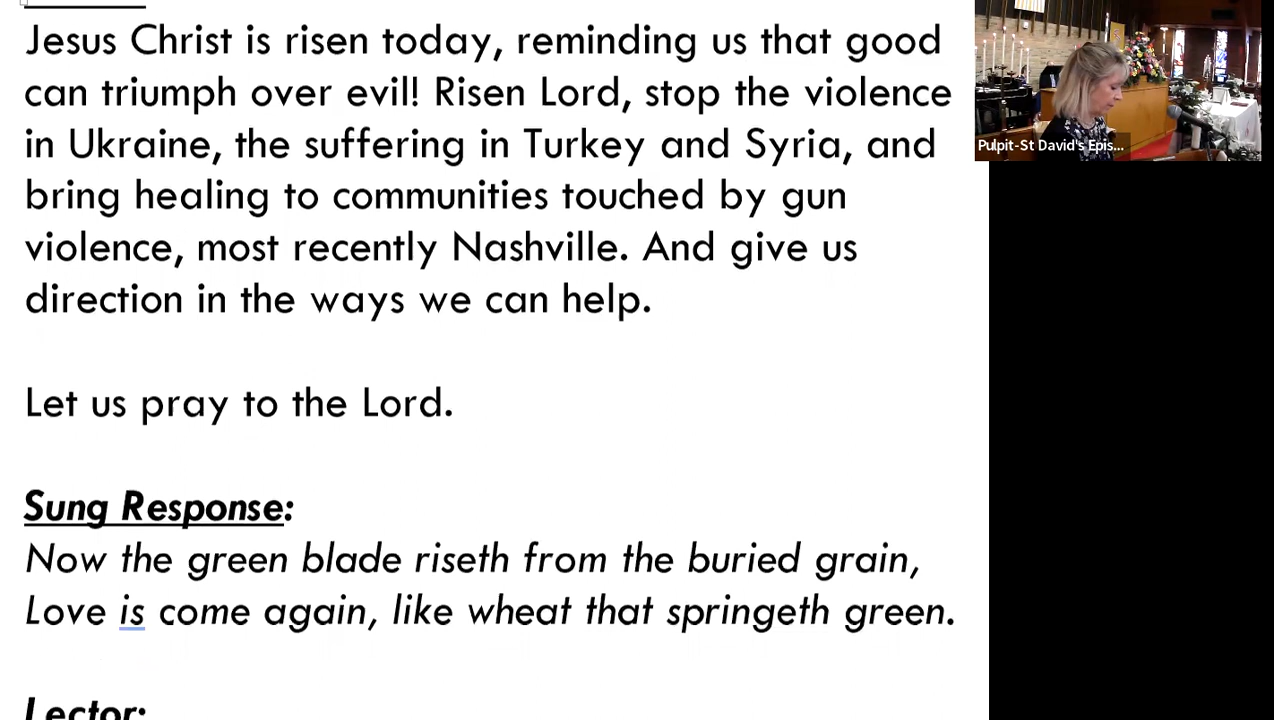 Jesus Christ is risen today, reminding us that good
can triumph over evil! Risen Lord, stop the violence
in Ukraine, the suffering in Turkey and Syria, and
bring healing to communities touched by gun
violence, most recently Nashville. And give us
direction in the ways we can help.
Let us pray to the Lord.
Sung Response:
Now the green blade riseth from the buried grain,
Love is come again, like wheat that springeth green.
Lector:
Pulpit-St David's Epis...